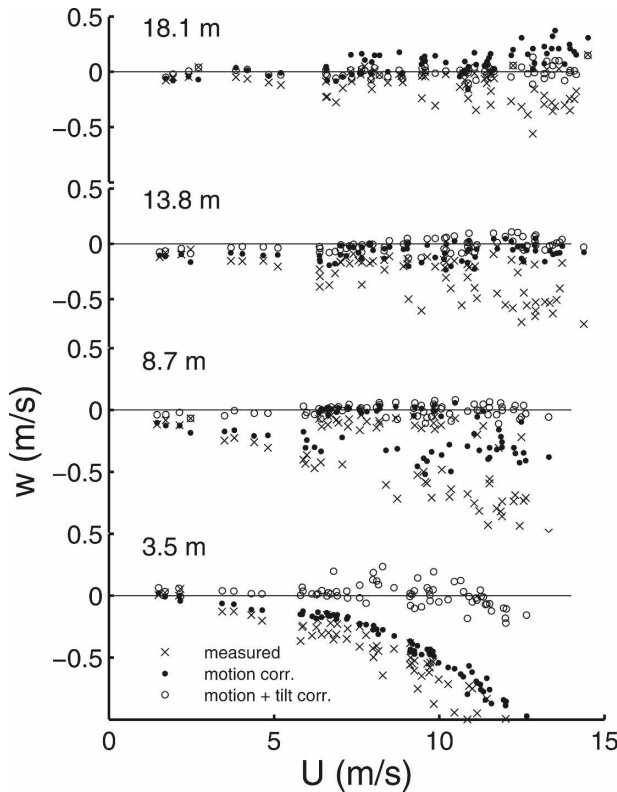 0.5
18.1 m
0
−0.5
0.5
13.8 m
0
−0.5
0.5
8.7 m
0
−0.5
0.5
3.5 m
0
−0.5
× measured
• motion corr.
○ motion + tilt corr.
0
5
10
15
U (m/s)
w (m/s)